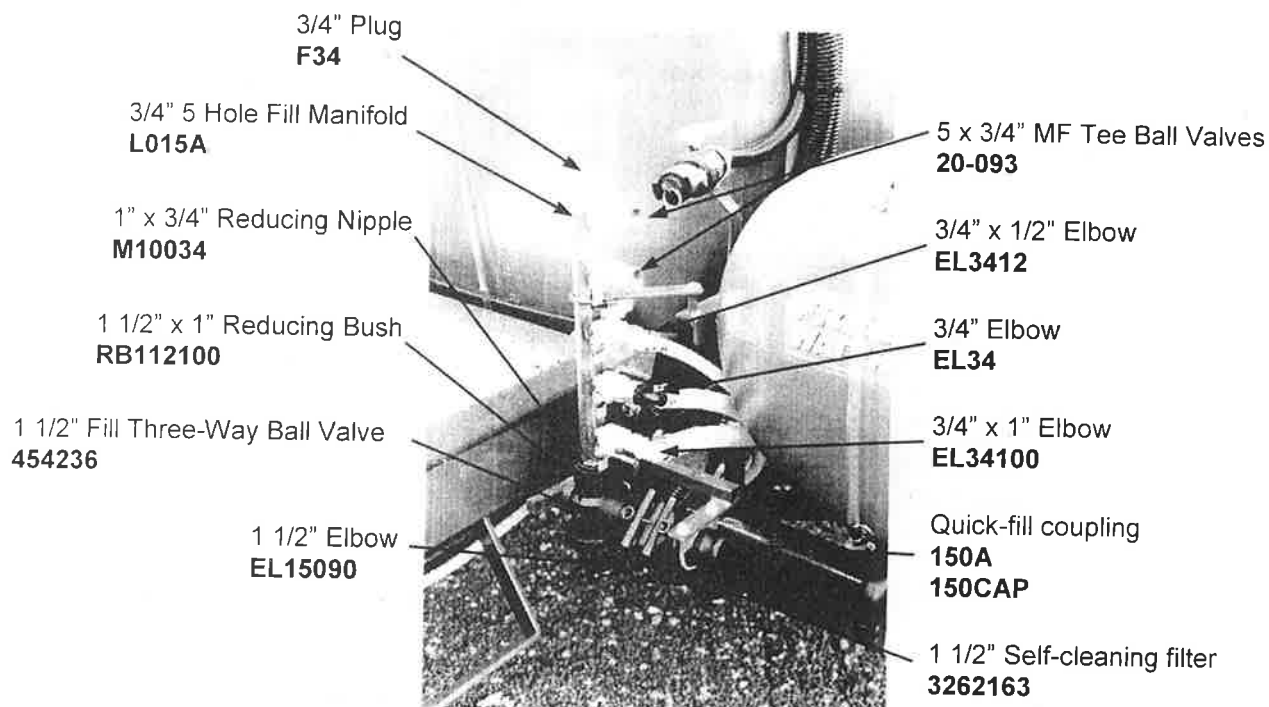 3/4" Plug
F34
3/4" 5 Hole Fill Manifold
L015A
1" x 3/4" Reducing Nipple
M10034
1 1/2" x 1" Reducing Bush
RB112100
1 1/2" Fill Three-Way Ball Valve
454236
1 1/2" Elbow
EL15090
5 x 3/4" MF Tee Ball Valves
20-093
3/4" x 1/2" Elbow
EL3412
3/4" Elbow
EL34
3/4" x 1" Elbow
EL34100
Quick-fill coupling
150A
150CAP
1 1/2" Self-cleaning filter
3262163